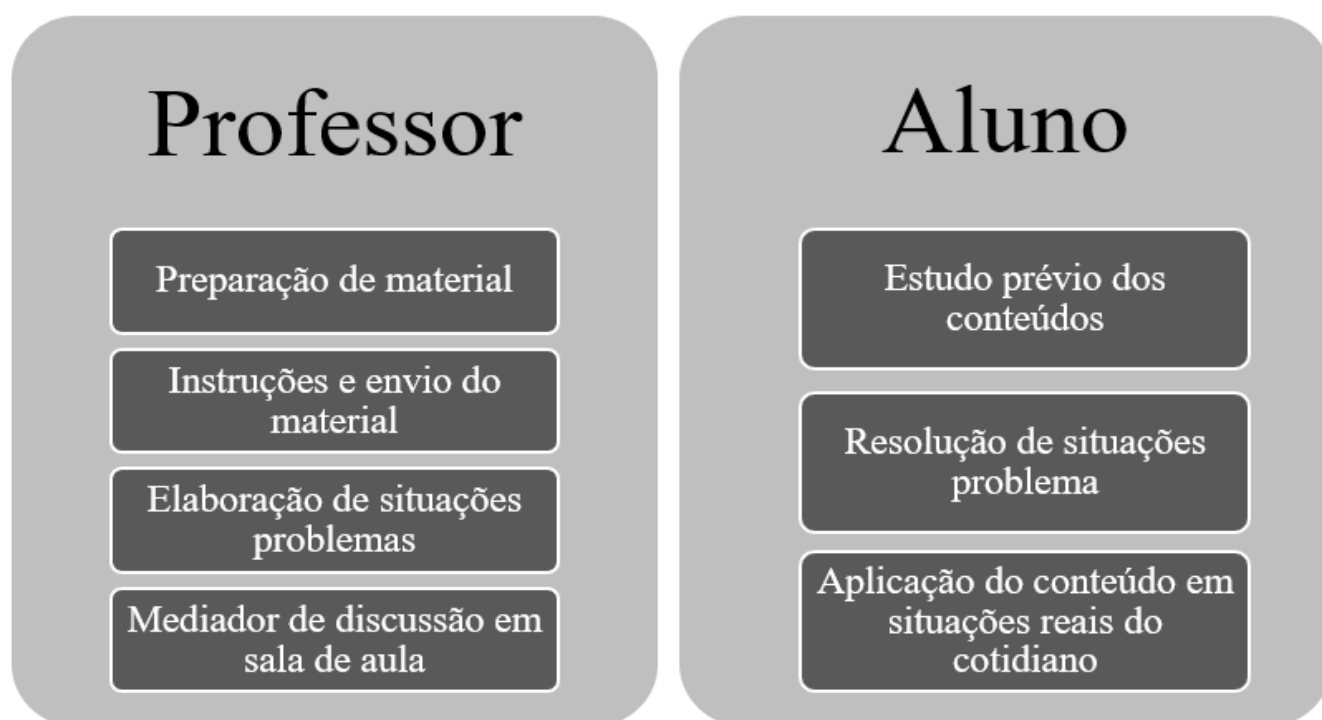 Professor
Preparação de material
Instruções e envio do
material
Elaboração de situações
problemas
Mediador de discussão em
sala de aula
Aluno
Estudo prévio dos
conteúdos
Resolução de situações
problema
Aplicação do conteúdo em
situações reais do
cotidiano